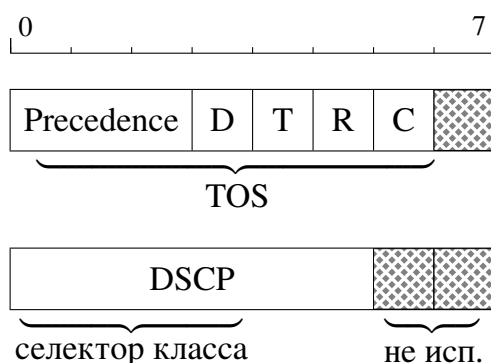 0 7
Precedence D T R C
TOS
DSCP
селектор класса не исп.